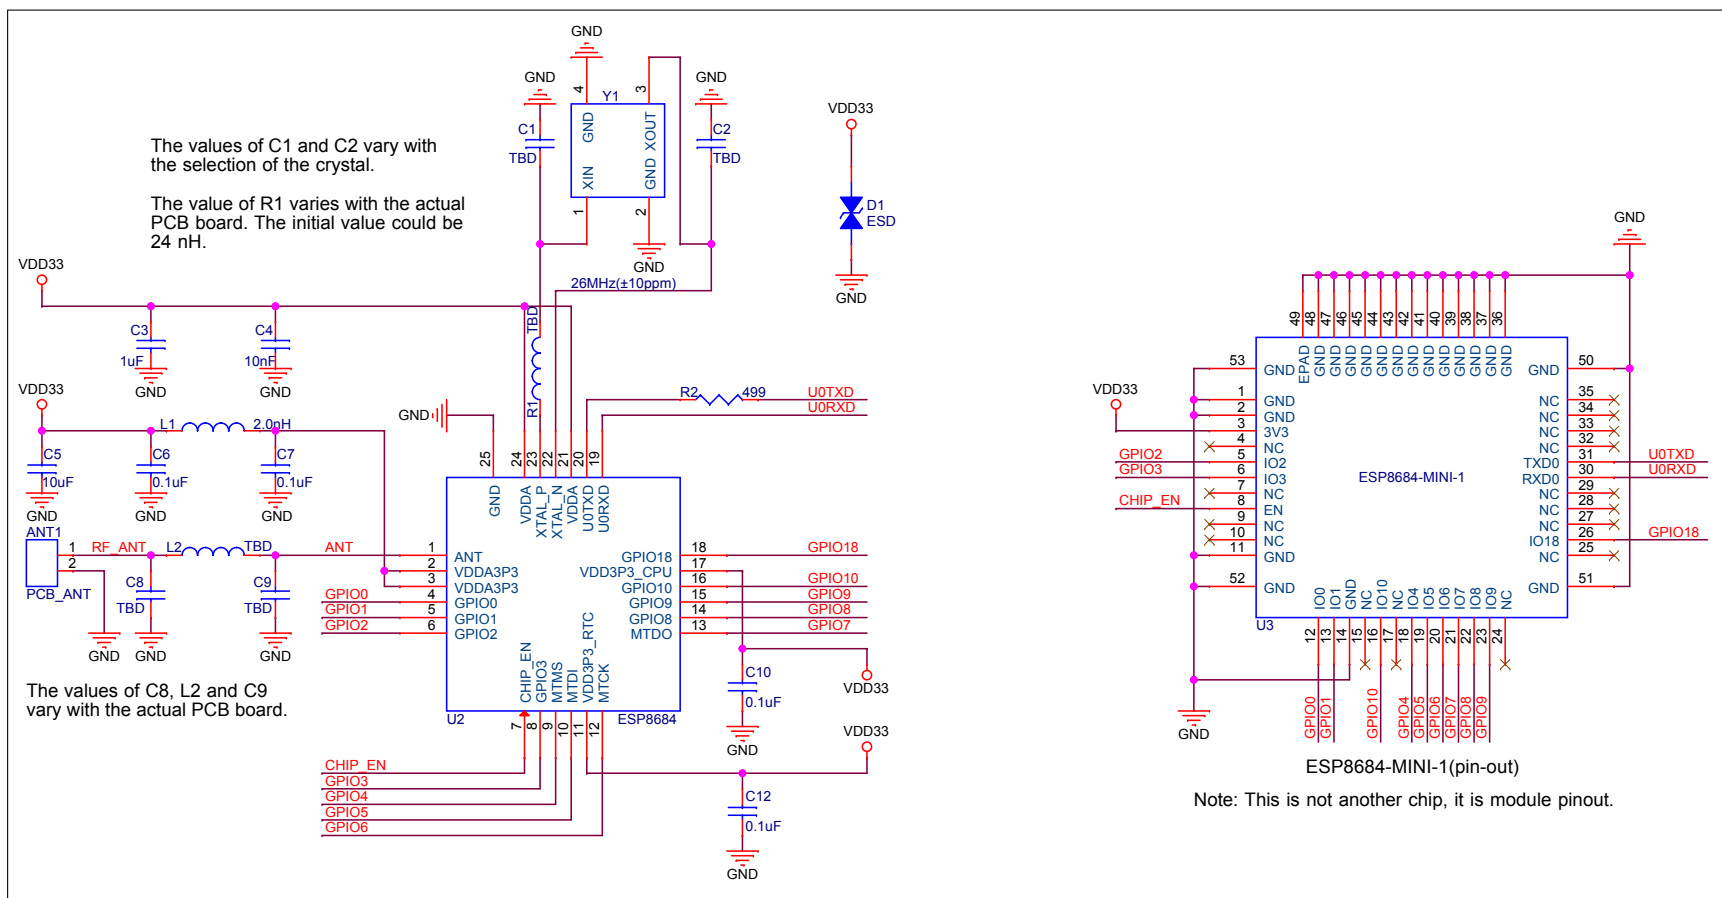 The values of C1 and C2 vary with
the selection of the crystal.
The value of R1 varies with the actual
PCB board. The initial value could be
24 nH.
GND
4
3
Y1
GND
XOUT
XIN
GND
1
2
GND
GND
C1
TBD
GND
C2
TBD
26MHz(±10ppm)
VDD33
D1
ESD
GND
VDD33
C3
1uF
GND
C4
10nF
GND
TBD
R1
R2
499
U0TXD
U0RXD
VDD33
L1
2.0nH
C5
10uF
GND
C6
0.1uF
GND
C7
0.1uF
GND
GND
ANT1
1
2
PCB_ANT
RF_ANT
L2
TBD
ANT
C8
TBD
C9
TBD
GND
GND
GND
The values of C8, L2 and C9
vary with the actual PCB board.
25
24
23
22
21
20
19
GND
VDDA
XTAL_P
XTAL_N
VDDA
U0TXD
U0RXD
1
ANT
2
VDDA3P3
3
VDDA3P3
GPIO0
4
GPIO0
GPIO1
5
GPIO1
GPIO2
6
GPIO2
GPIO18
18
GPIO18
VDD3P3_CPU
17
GPIO10
16
GPIO10
GPIO9
15
GPIO9
GPIO8
14
GPIO8
MTDO
13
GPIO7
CHIP_EN
GPIO3
MTMS
MTDI
VDD3P3_RTC
MTCK
U2
ESP8684
7
8
9
10
11
12
CHIP_EN
GPIO3
GPIO4
GPIO5
GPIO6
C10
0.1uF
GND
VDD33
VDD33
C12
0.1uF
GND
GND
49
48
47
46
45
44
43
42
41
40
39
38
37
36
EPAD
GND
GND
GND
GND
GND
GND
GND
GND
GND
GND
GND
GND
GND
VDD33
53
GND
1
GND
2
GND
3
3V3
4
NC
GPIO2
5
IO2
GPIO3
6
IO3
7
NC
CHIP_EN
8
EN
9
NC
10
NC
11
GND
52
GND
ESP8684-MINI-1
GND
50
NC
35
NC
34
NC
33
NC
32
TXD0
31
U0TXD
RXD0
30
U0RXD
NC
29
NC
28
NC
27
IO18
26
GPIO18
NC
25
GND
51
U3
IO0
IO1
GND
NC
IO10
NC
IO4
IO5
IO6
IO7
IO8
IO9
NC
12
13
14
15
16
17
18
19
20
21
22
23
24
GPIO0
GPIO1
GPIO10
GPIO4
GPIO5
GPIO6
GPIO7
GPIO8
GPIO9
GND
ESP8684-MINI-1(pin-out)
Note: This is not another chip, it is module pinout.